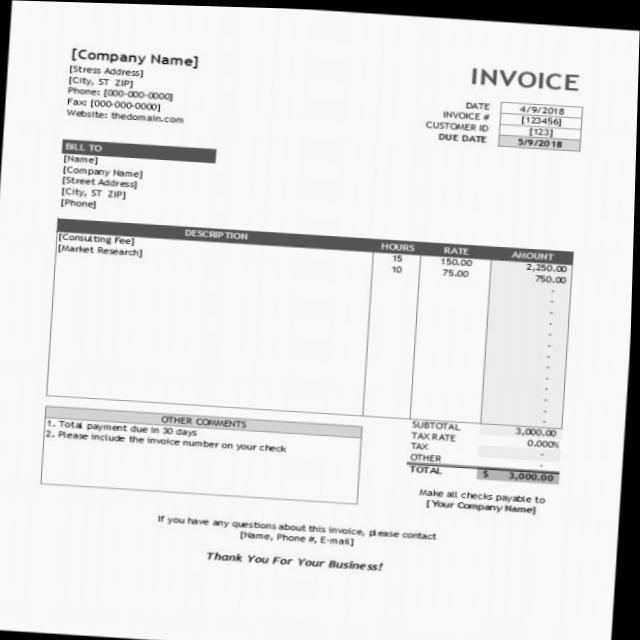 [Company Name]
[Stress Address]
[City, ST ZIP]
Phone: [000-000-0000]
Fax: [000-000-0000]
Website: thedomain.com
INVOICE
DATE 4/9/2018
INVOICE # [123456]
CUSTOMER ID [123]
DUE DATE 5/9/2018
BILL TO
[Name]
[Company Name]
[Street Address]
[City, ST ZIP]
[Phone]
DESCRIPTION HOURS RATE AMOUNT
[Consulting Fee] 15 150.00 2,250.00
[Market Research] 10 75.00 750.00
-
-
-
-
-
-
-
-
-
-
-
-
OTHER COMMENTS
1. Total payment due in 30 days
2. Please include the invoice number on your check
SUBTOTAL 3,000.00
TAX RATE 0.000%
TAX -
OTHER -
TOTAL $ 3,000.00
Make all checks payable to
[Your Company Name]
If you have any questions about this invoice, please contact
[Name, Phone #, E-mail]
Thank You For Your Business!